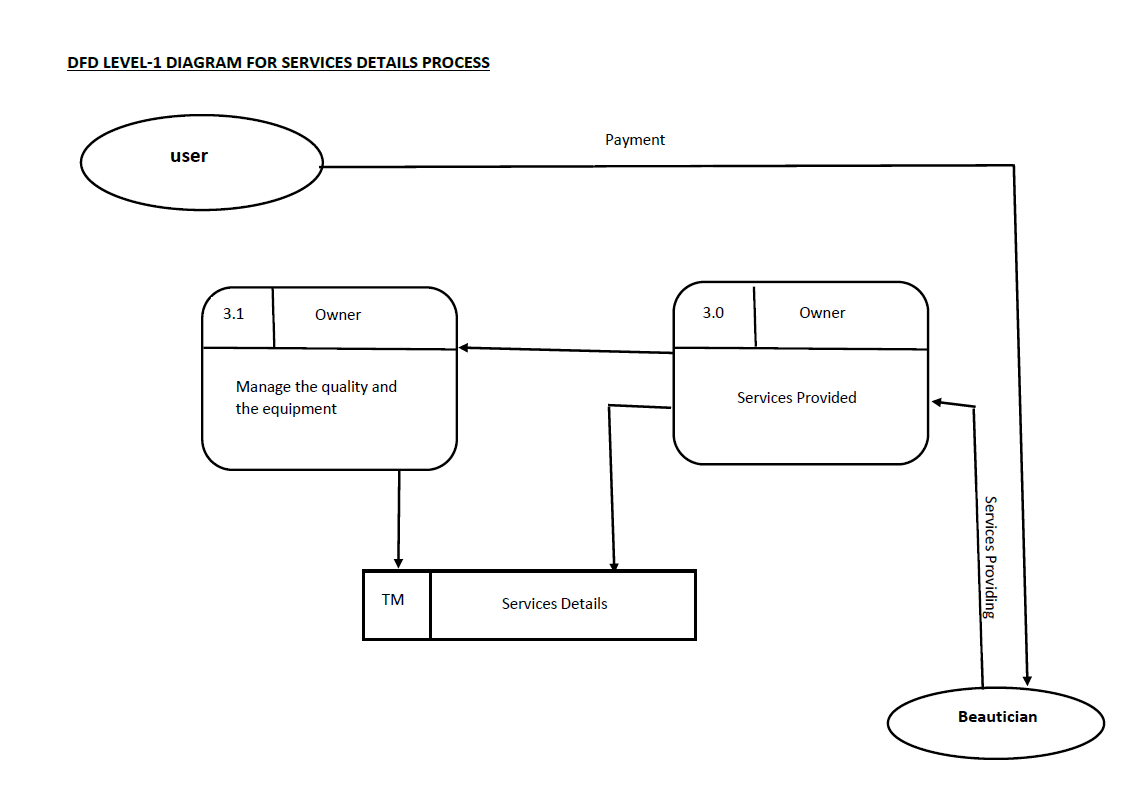 DFD LEVEL-1 DIAGRAM FOR SERVICES DETAILS PROCESS
user
Payment
3.1
Owner
Manage the quality and
the equipment
3.0
Owner
Services Provided
Services Providing
TM
Services Details
Beautician